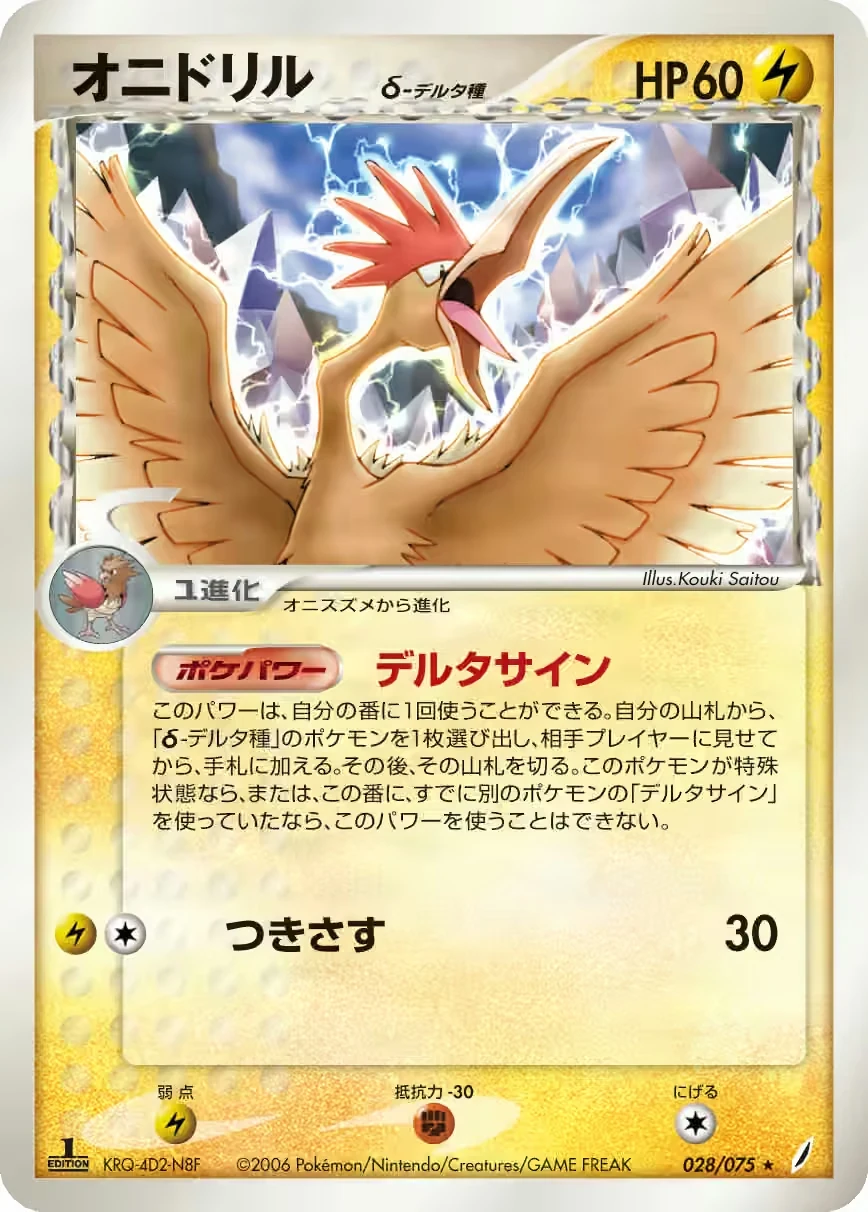 オニドリル δ-デルタ種 HP60
Illus.Kouki Saitou
1進化
オニスズメから進化
ポケパワー デルタサイン
このパワーは、自分の番に1回使うことができる。自分の山札から、
「δ-デルタ種」のポケモンを1枚選び出し、相手プレイヤーに見せて
から、手札に加える。その後、その山札を切る。このポケモンが特殊
状態なら、または、この番に、すでに別のポケモンの「デルタサイン」
を使っていたなら、このパワーを使うことはできない。
つきさす 30
弱点 抵抗力 -30 にげる
1 EDITION KRQ-4D2-N8F ©2006 Pokémon/Nintendo/Creatures/GAME FREAK 028/075 ★